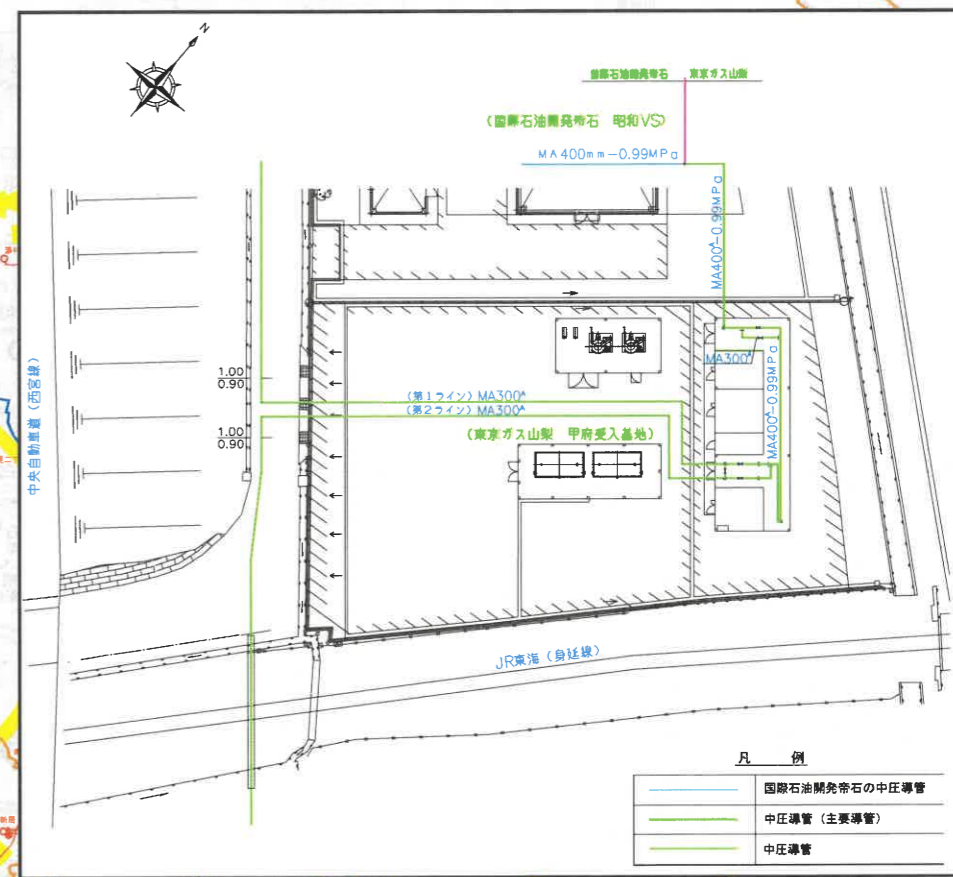 N
国際石油開発帝石 東京ガス山梨
(国際石油開発帝石 昭和VS)
MA400mm-0.99MPa
MA400ᴬ-0.99MPa
MA300ᴬ
MA400ᴬ-0.99MPa
中央自動車道(西宮線)
1.00
0.90
(第1ライン)MA300ᴬ
(第2ライン)MA300ᴬ
1.00
0.90
(東京ガス山梨 甲府受入基地)
JR東海(身延線)
凡 例
国際石油開発帝石の中圧導管
中圧導管(主要導管)
中圧導管